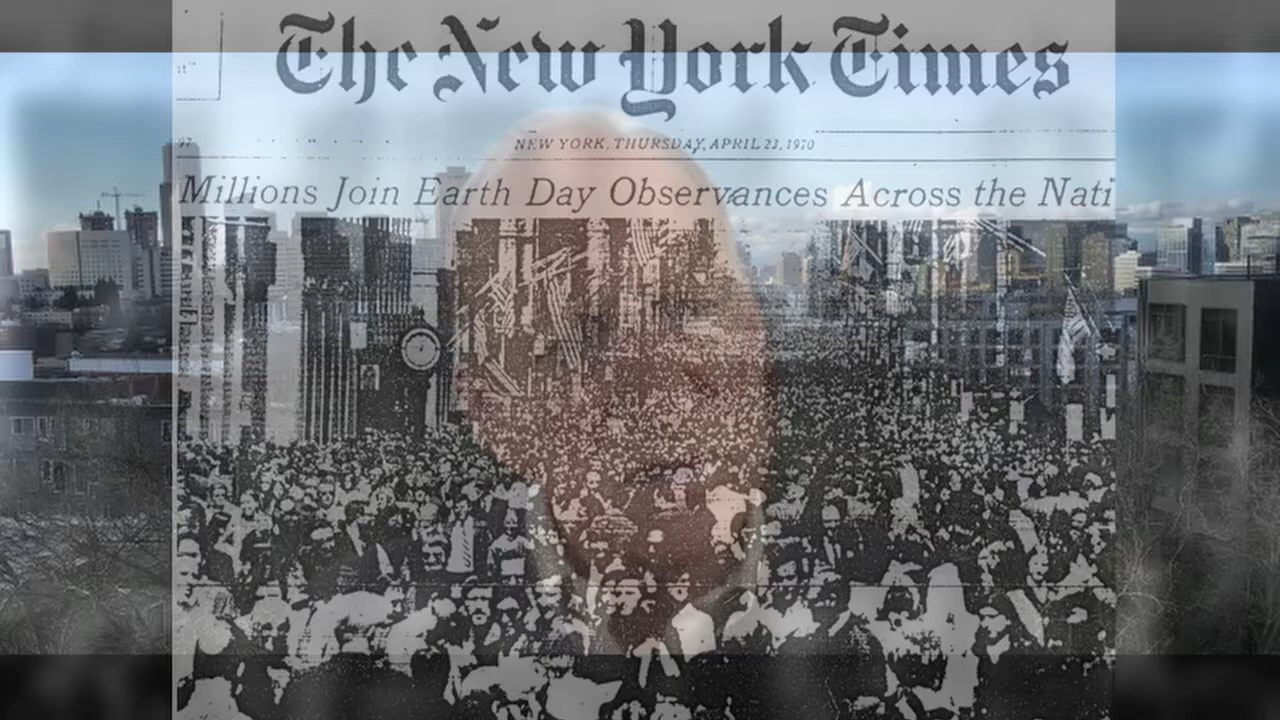 The New York Times
NEW YORK, THURSDAY, APRIL 23, 1970
Millions Join Earth Day Observances Across the Nati